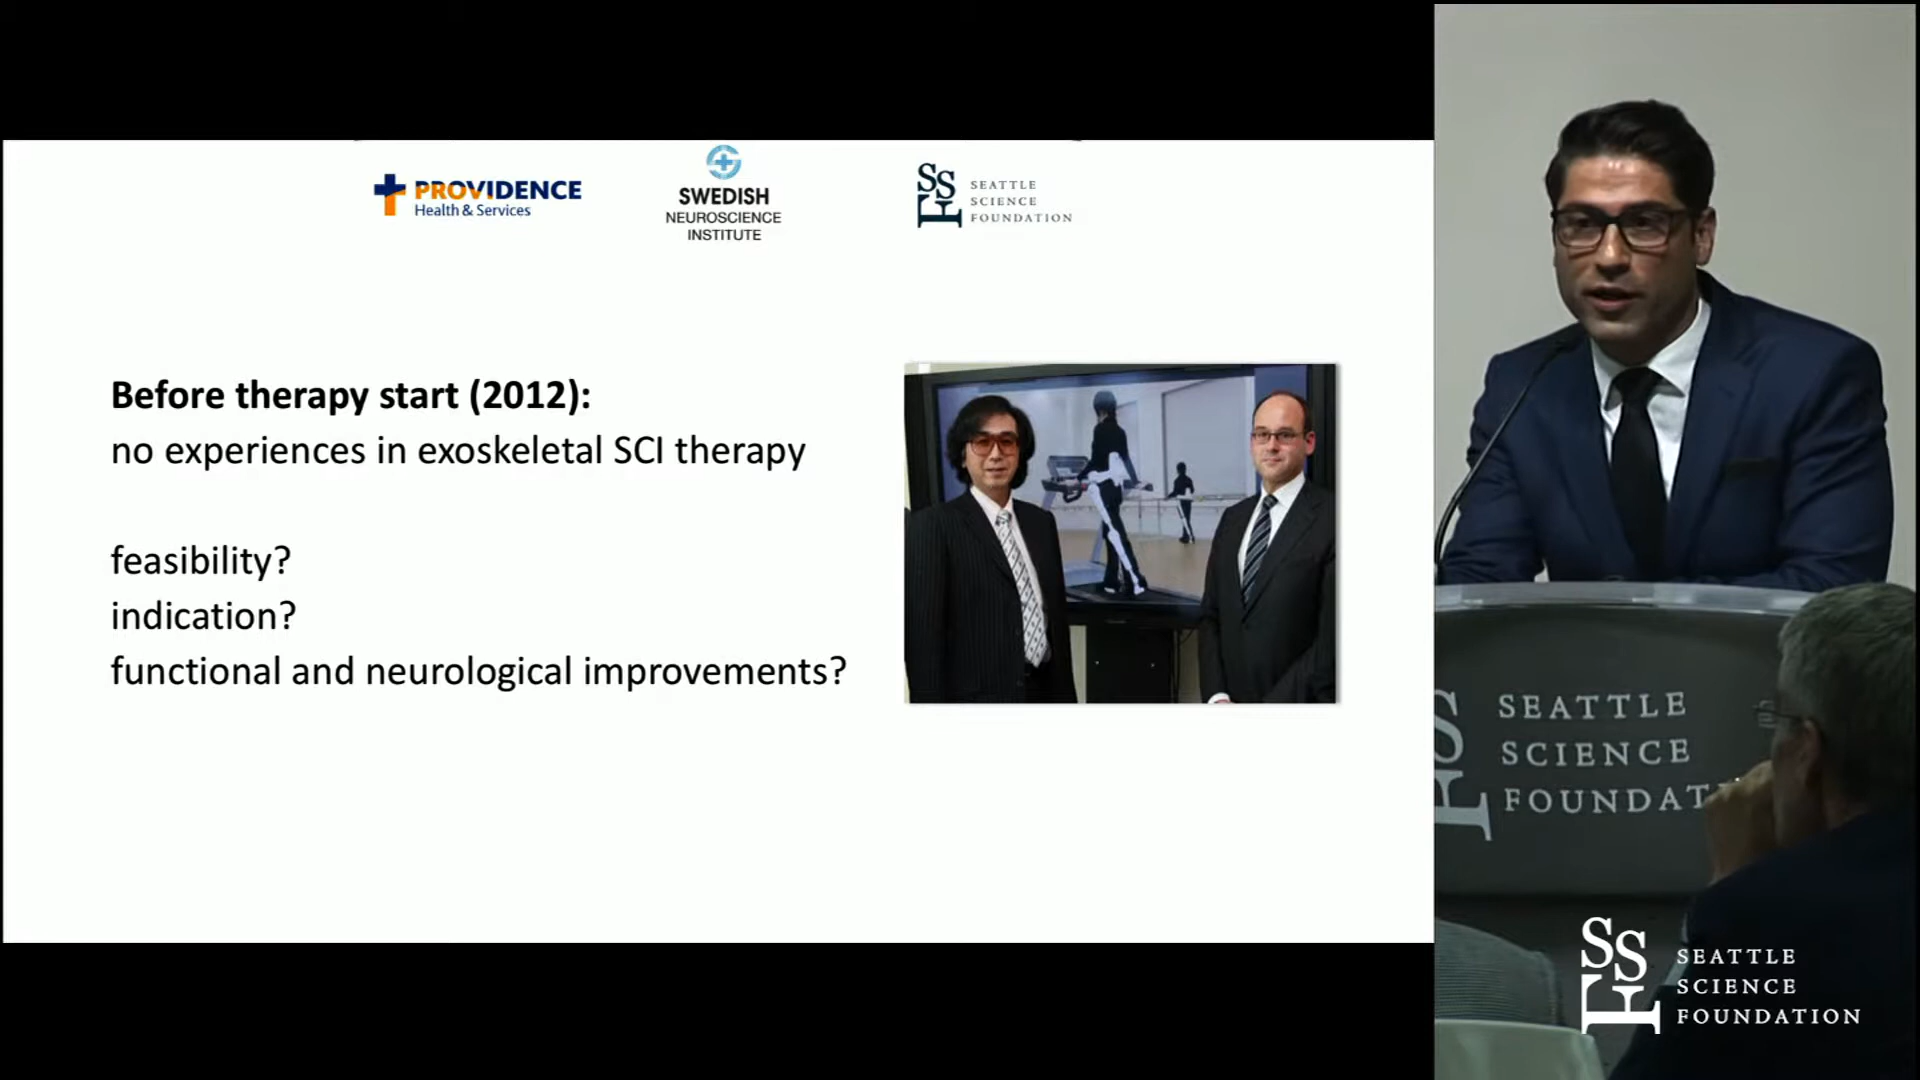 PROVIDENCE
Health & Services
SWEDISH
NEUROSCIENCE
INSTITUTE
SEATTLE
SCIENCE
FOUNDATION
Before therapy start (2012):
no experiences in exoskeletal SCI therapy
feasibility?
indication?
functional and neurological improvements?
SEATTLE
SCIENCE
FOUNDAT
SSF
SEATTLE
SCIENCE
FOUNDATION